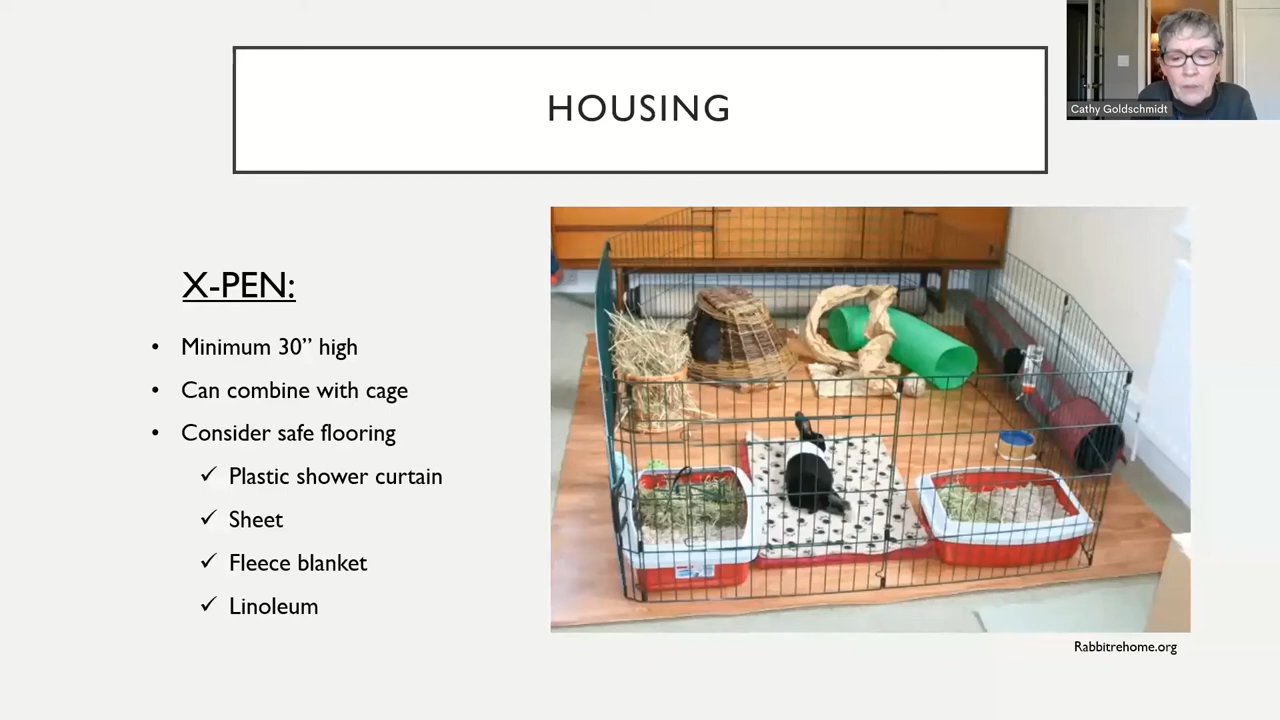 HOUSING
Cathy Goldschmidt
X-PEN:
• Minimum 30” high
• Can combine with cage
• Consider safe flooring
✓ Plastic shower curtain
✓ Sheet
✓ Fleece blanket
✓ Linoleum
Rabbitrehome.org